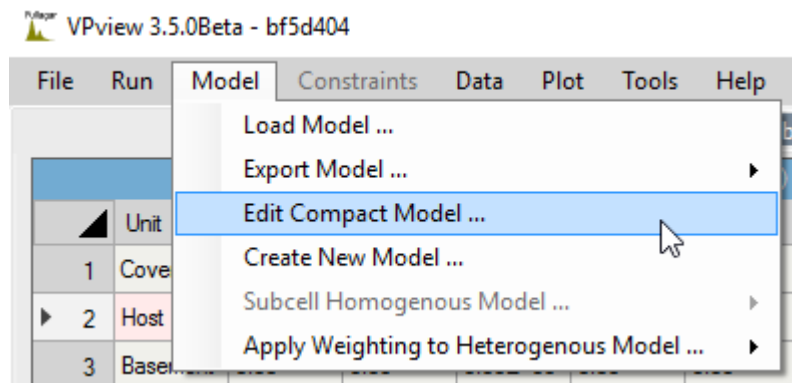 VPview 3.5.0Beta - bf5d404
File Run Model Constraints Data Plot Tools Help
Load Model ...
Export Model ...
Edit Compact Model ...
Create New Model ...
Subcell Homogenous Model ...
Apply Weighting to Heterogenous Model ...
Unit
1 Cove
2 Host
3